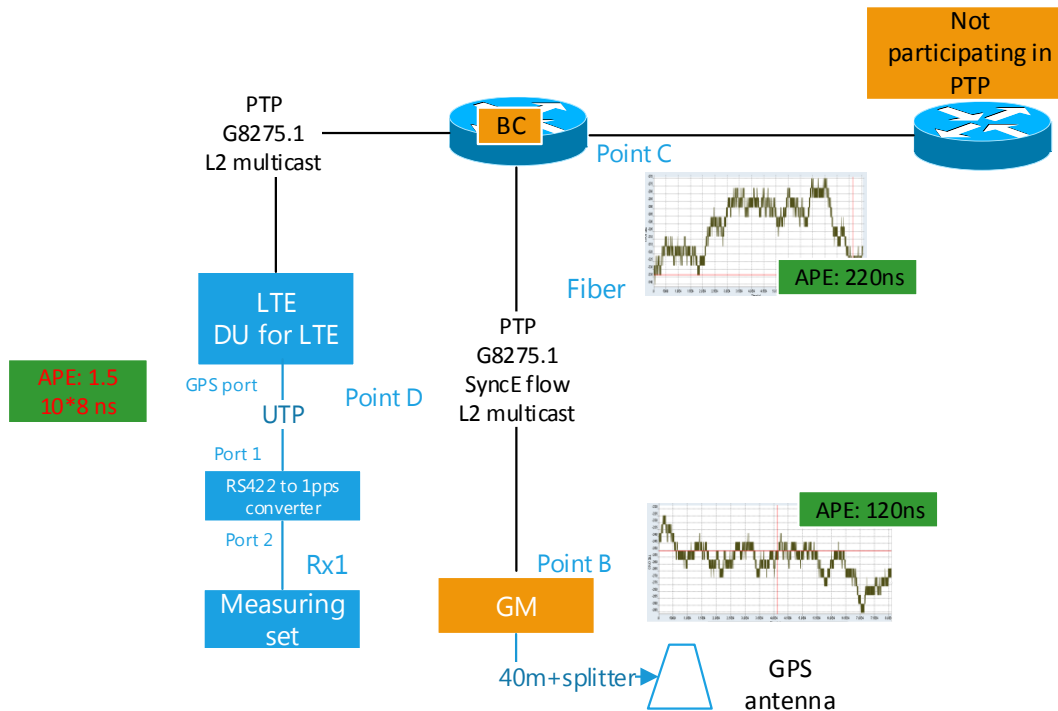 Not
participating in
PTP
PTP
G8275.1
L2 multicast
BC
Point C
APE: 220ns
Fiber
LTE
DU for LTE
PTP
G8275.1
SyncE flow
L2 multicast
APE: 1.5
10*8 ns
GPS port
Point D
UTP
Port 1
RS422 to 1pps
converter
Port 2
Rx1
Measuring
set
APE: 120ns
Point B
GM
40m+splitter
GPS
antenna